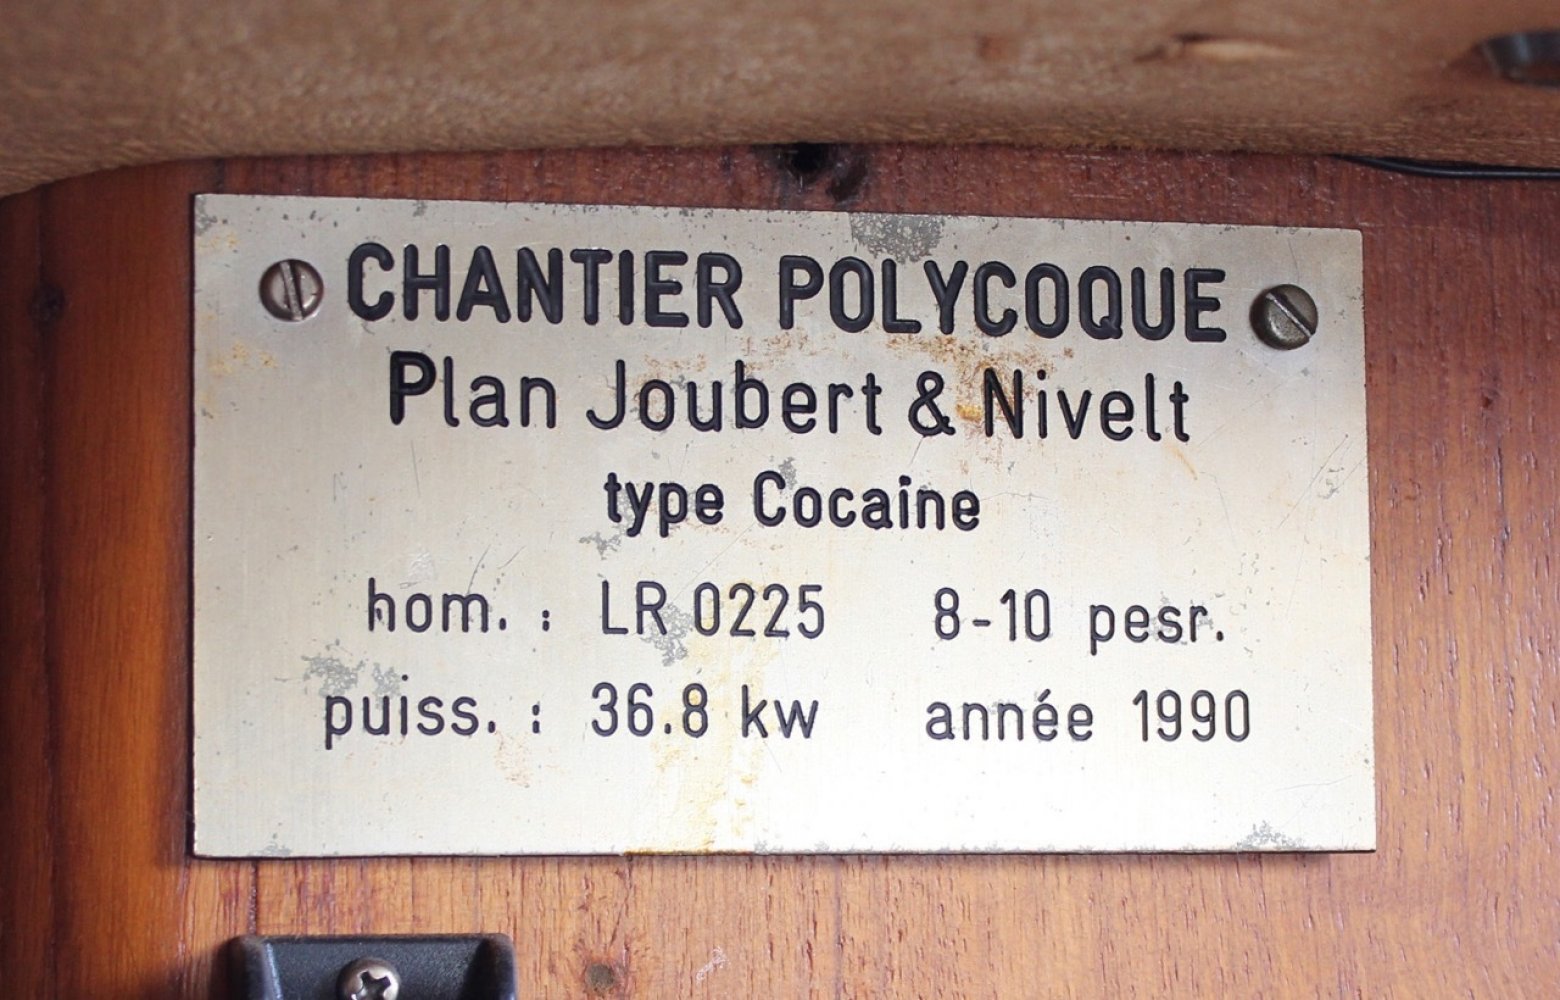 CHANTIER POLYCOQUE
Plan Joubert & Nivelt
type Cocaine
hom. : LR 0225 8-10 pesr.
puiss. : 36.8 kw année 1990